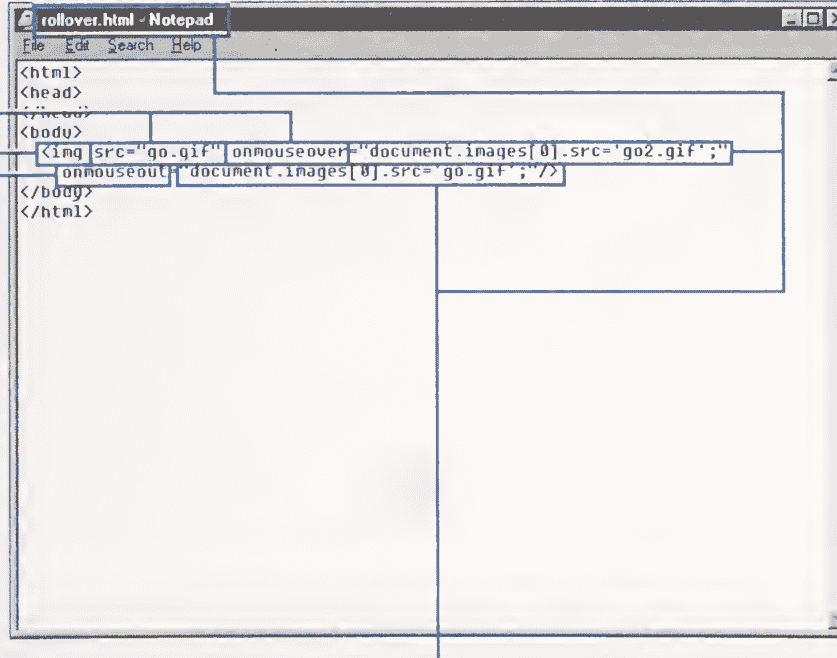 rollover.html - Notepad
File Edit Search Help
<html>
<head>
</head>
<body>
<img src="go.gif" onmouseover="document.images[0].src='go2.gif';"
onmouseout="document.images[0].src='go.gif';"/>
</body>
</html>